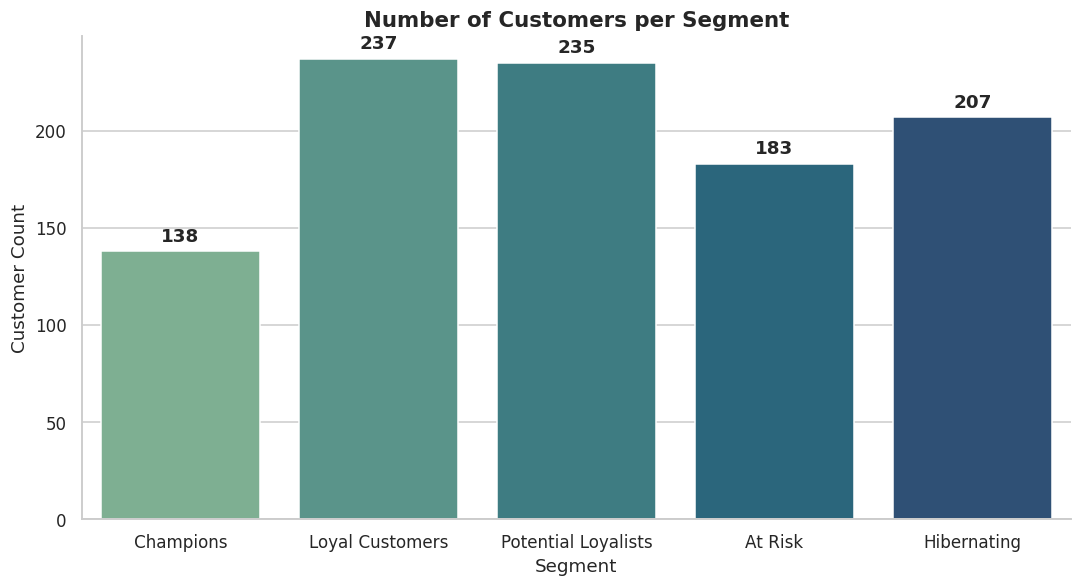 Number of Customers per Segment
237
235
207
200
183
150
138
100
50
0
Customer Count
Champions
Loyal Customers
Potential Loyalists
At Risk
Hibernating
Segment